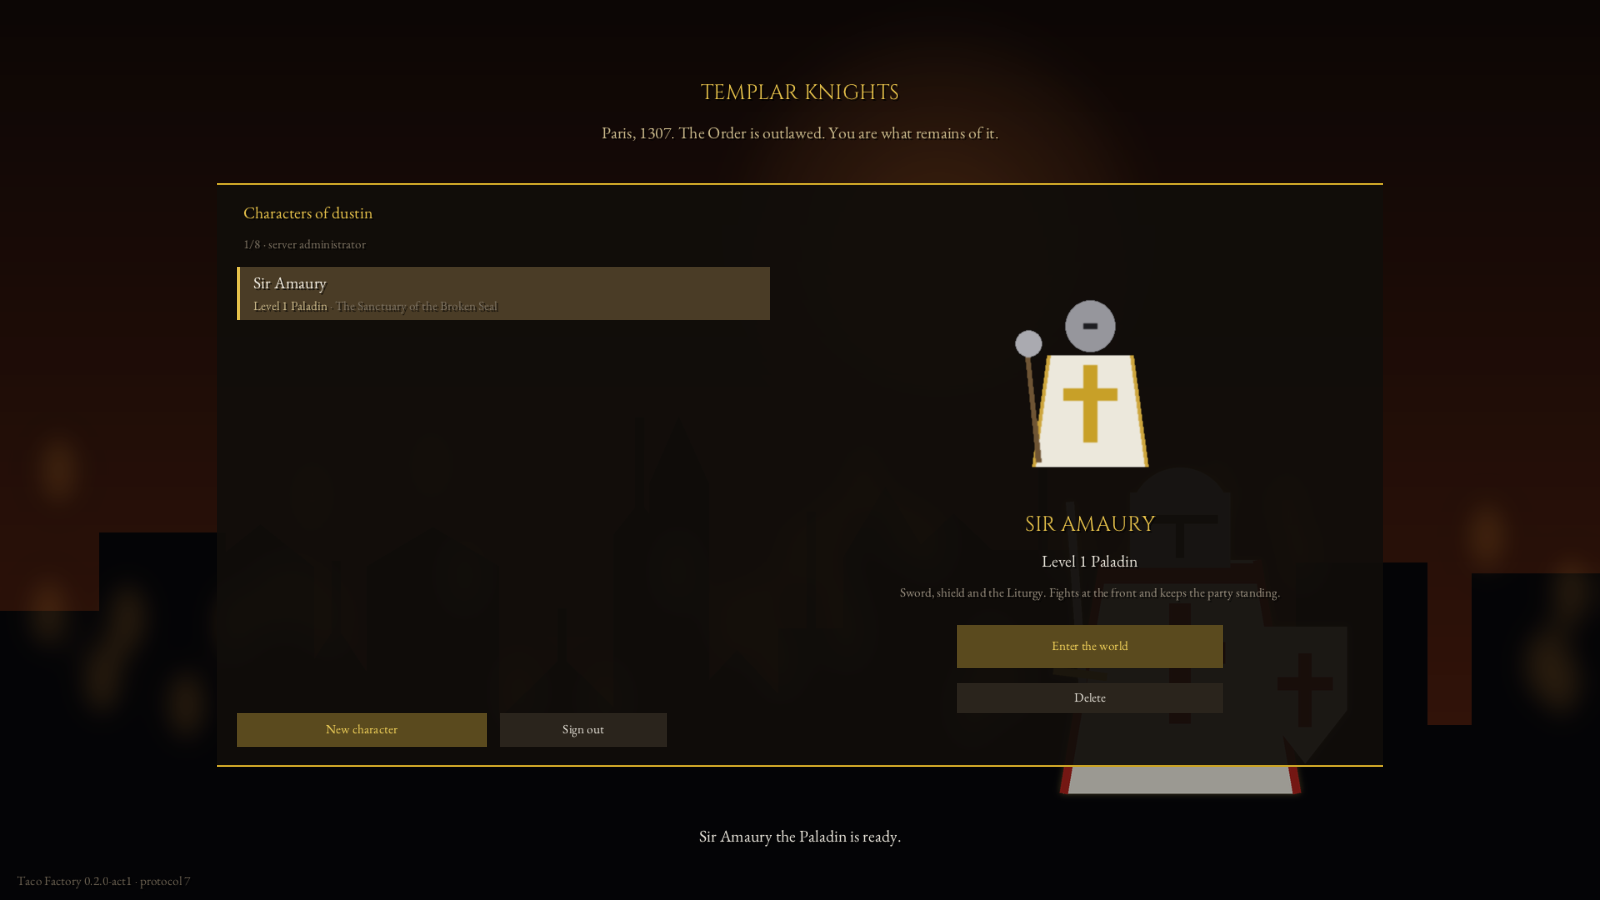 TEMPLAR KNIGHTS
Paris, 1307. The Order is outlawed. You are what remains of it.
Characters of dustin
1/8 · server administrator
Sir Amaury
Level 1 Paladin · The Sanctuary of the Broken Seal
SIR AMAURY
Level 1 Paladin
Sword, shield and the Liturgy. Fights at the front and keeps the party standing.
Enter the world
Delete
New character
Sign out
Sir Amaury the Paladin is ready.
Taco Factory 0.2.0-act1 · protocol 7